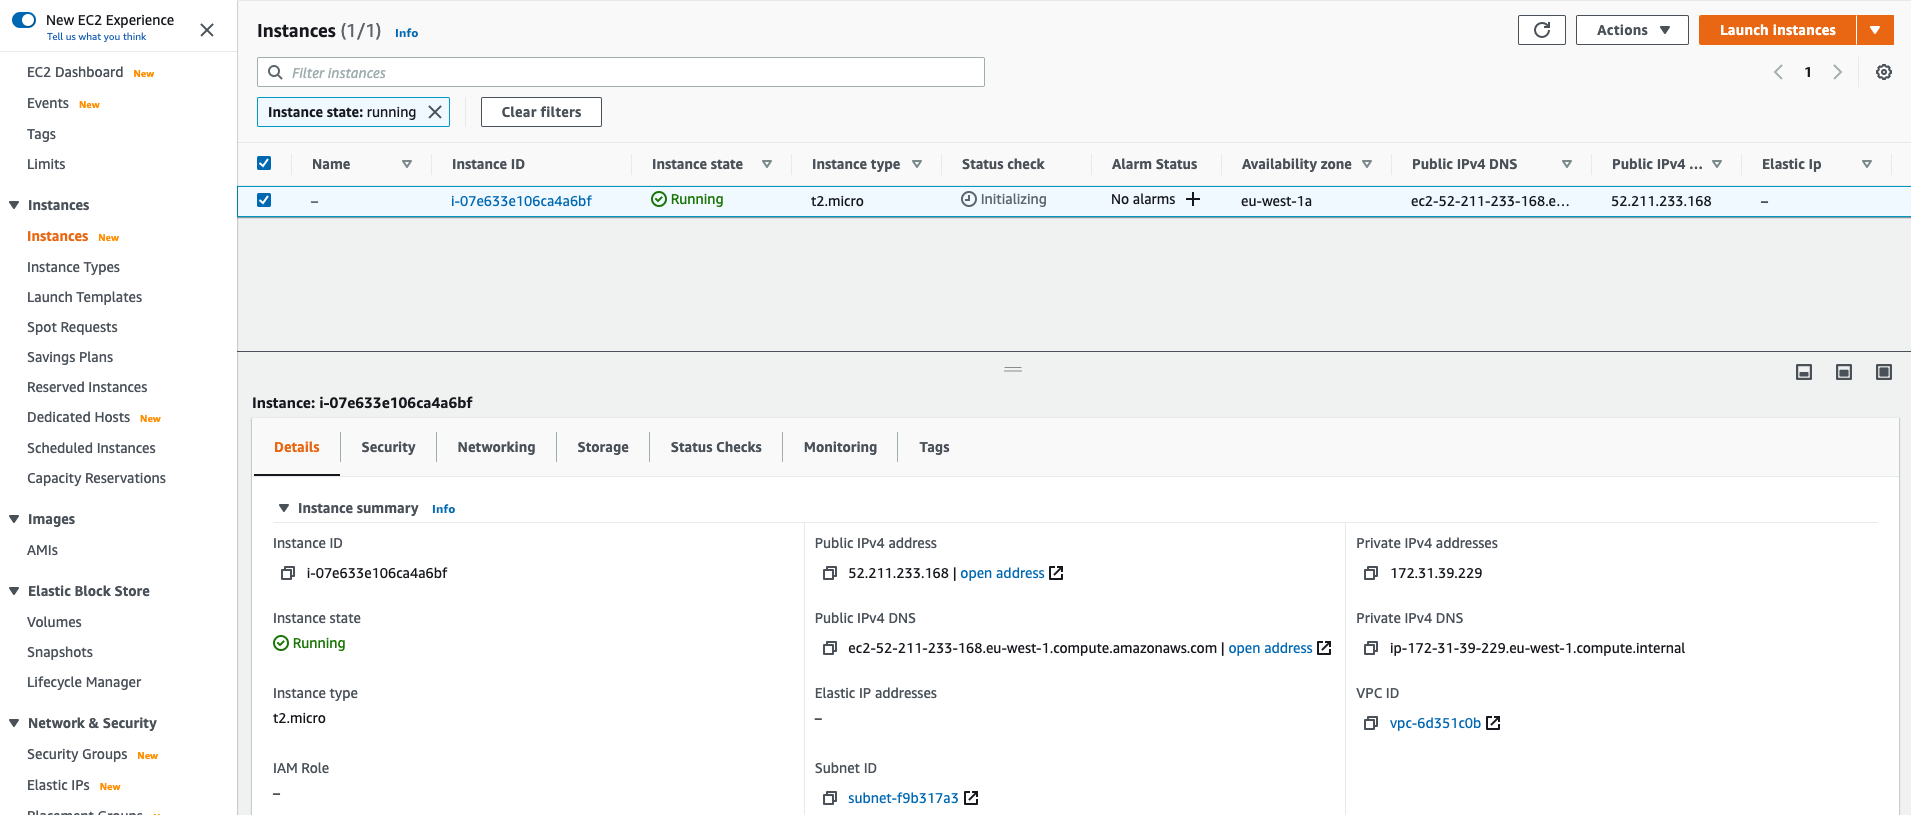 New EC2 Experience
Tell us what you think
EC2 Dashboard New
Events New
Tags
Limits
Instances
Instances New
Instance Types
Launch Templates
Spot Requests
Savings Plans
Reserved Instances
Dedicated Hosts New
Scheduled Instances
Capacity Reservations
Images
AMIs
Elastic Block Store
Volumes
Snapshots
Lifecycle Manager
Network & Security
Security Groups New
Elastic IPs New
Placement Groups
Instances (1/1) Info
Actions
Launch Instances
Filter instances
1
Instance state: running
Clear filters
Name Instance ID Instance state Instance type Status check Alarm Status Availability zone Public IPv4 DNS Public IPv4 ... Elastic Ip
– i-07e633e106ca4a6bf Running t2.micro Initializing No alarms eu-west-1a ec2-52-211-233-168.e... 52.211.233.168 –
Instance: i-07e633e106ca4a6bf
Details Security Networking Storage Status Checks Monitoring Tags
Instance summary Info
Instance ID
i-07e633e106ca4a6bf
Instance state
Running
Instance type
t2.micro
IAM Role
–
Public IPv4 address
52.211.233.168 | open address
Public IPv4 DNS
ec2-52-211-233-168.eu-west-1.compute.amazonaws.com | open address
Elastic IP addresses
–
Subnet ID
subnet-f9b317a3
Private IPv4 addresses
172.31.39.229
Private IPv4 DNS
ip-172-31-39-229.eu-west-1.compute.internal
VPC ID
vpc-6d351c0b